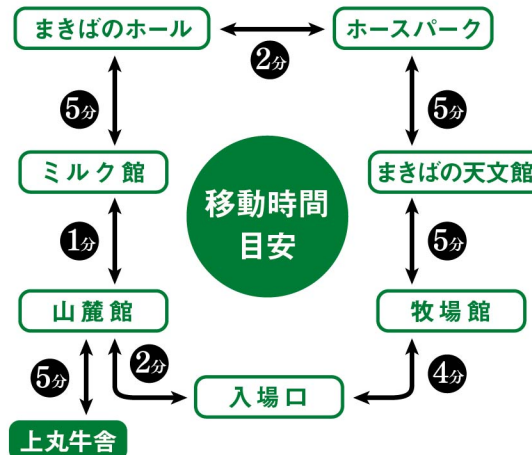 まきばのホール
2分
ホースパーク
5分
5分
ミルク館
移動時間
目安
まきばの天文館
1分
5分
山麓館
牧場館
5分
2分
入場口
4分
上丸牛舎